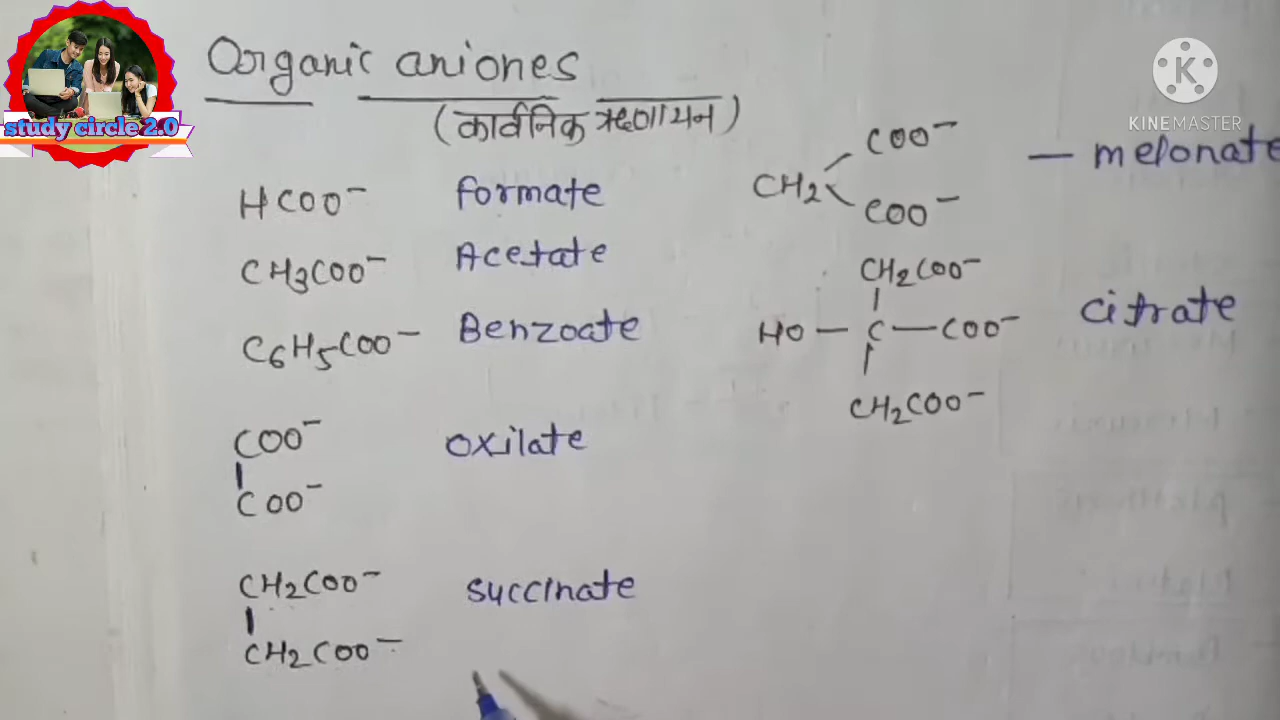 study circle 2.0
Organic aniones
(कार्वनिक ऋणायन)
KINEMASTER
HCOO⁻ formate
CH₃COO⁻ Acetate
C₆H₅COO⁻ Benzoate
COO⁻
COO⁻
oxilate
CH₂COO⁻
CH₂COO⁻
succinate
COO⁻
CH₂
COO⁻
— melonate
CH₂COO⁻
HO — C — COO⁻ citrate
CH₂COO⁻